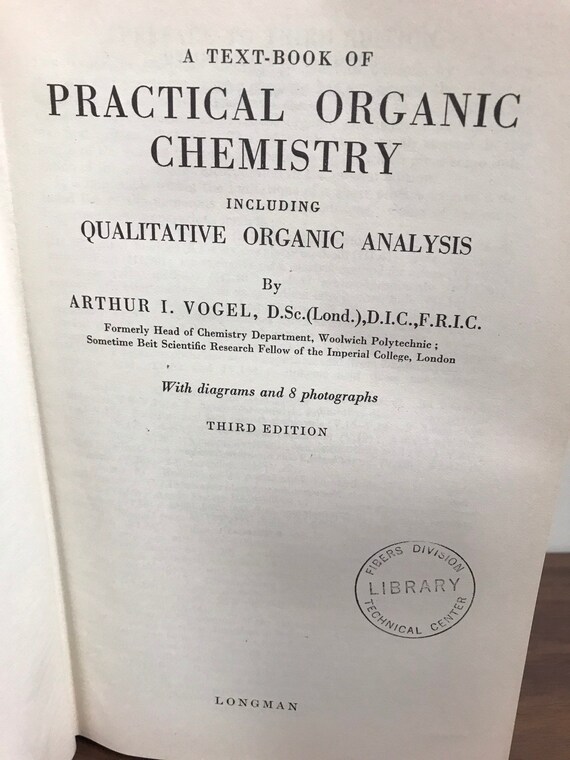 A TEXT-BOOK OF
PRACTICAL ORGANIC
CHEMISTRY
INCLUDING
QUALITATIVE ORGANIC ANALYSIS
By
ARTHUR I. VOGEL, D.Sc.(Lond.),D.I.C.,F.R.I.C.
Formerly Head of Chemistry Department, Woolwich Polytechnic ;
Sometime Beit Scientific Research Fellow of the Imperial College, London
With diagrams and 8 photographs
THIRD EDITION
FIBERS DIVISION
LIBRARY
TECHNICAL CENTER
LONGMAN